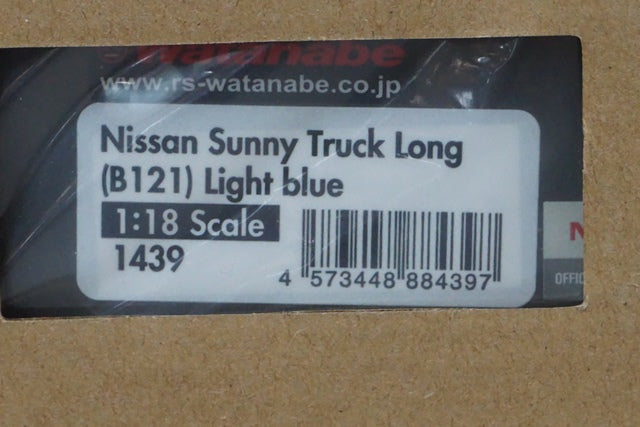 Watanabe
www.rs-watanabe.co.jp
Nissan Sunny Truck Long
(B121) Light blue
1:18 Scale
1439
4 573448 884397
N
OFFIC